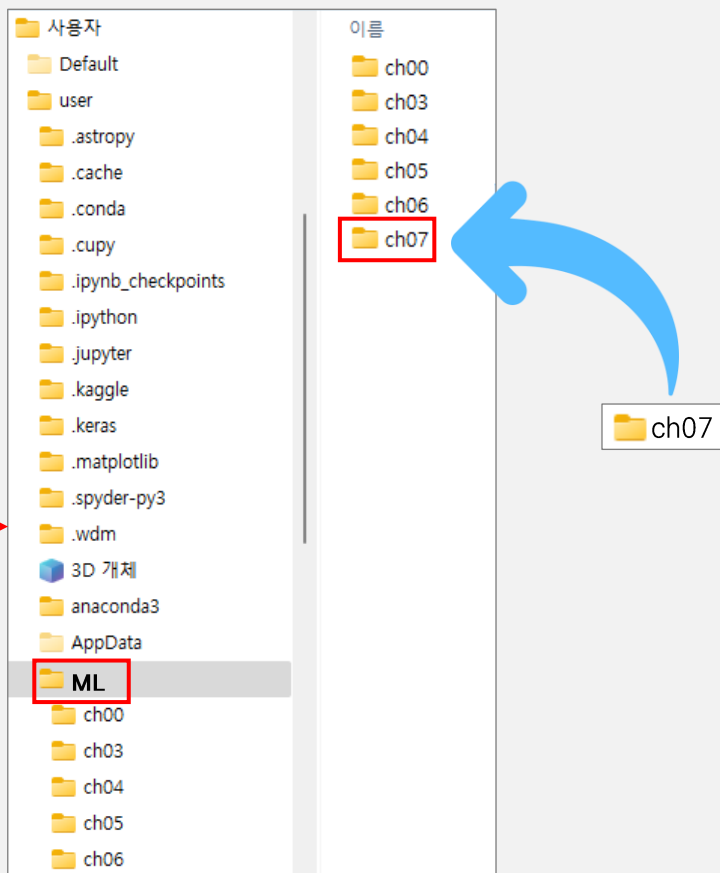 사용자
Default
user
.astropy
.cache
.conda
.cupy
.ipynb_checkpoints
.ipython
.jupyter
.kaggle
.keras
.matplotlib
.spyder-py3
.wdm
3D 개체
anaconda3
AppData
ML
ch00
ch03
ch04
ch05
ch06
이름
ch00
ch03
ch04
ch05
ch06
ch07
ch07